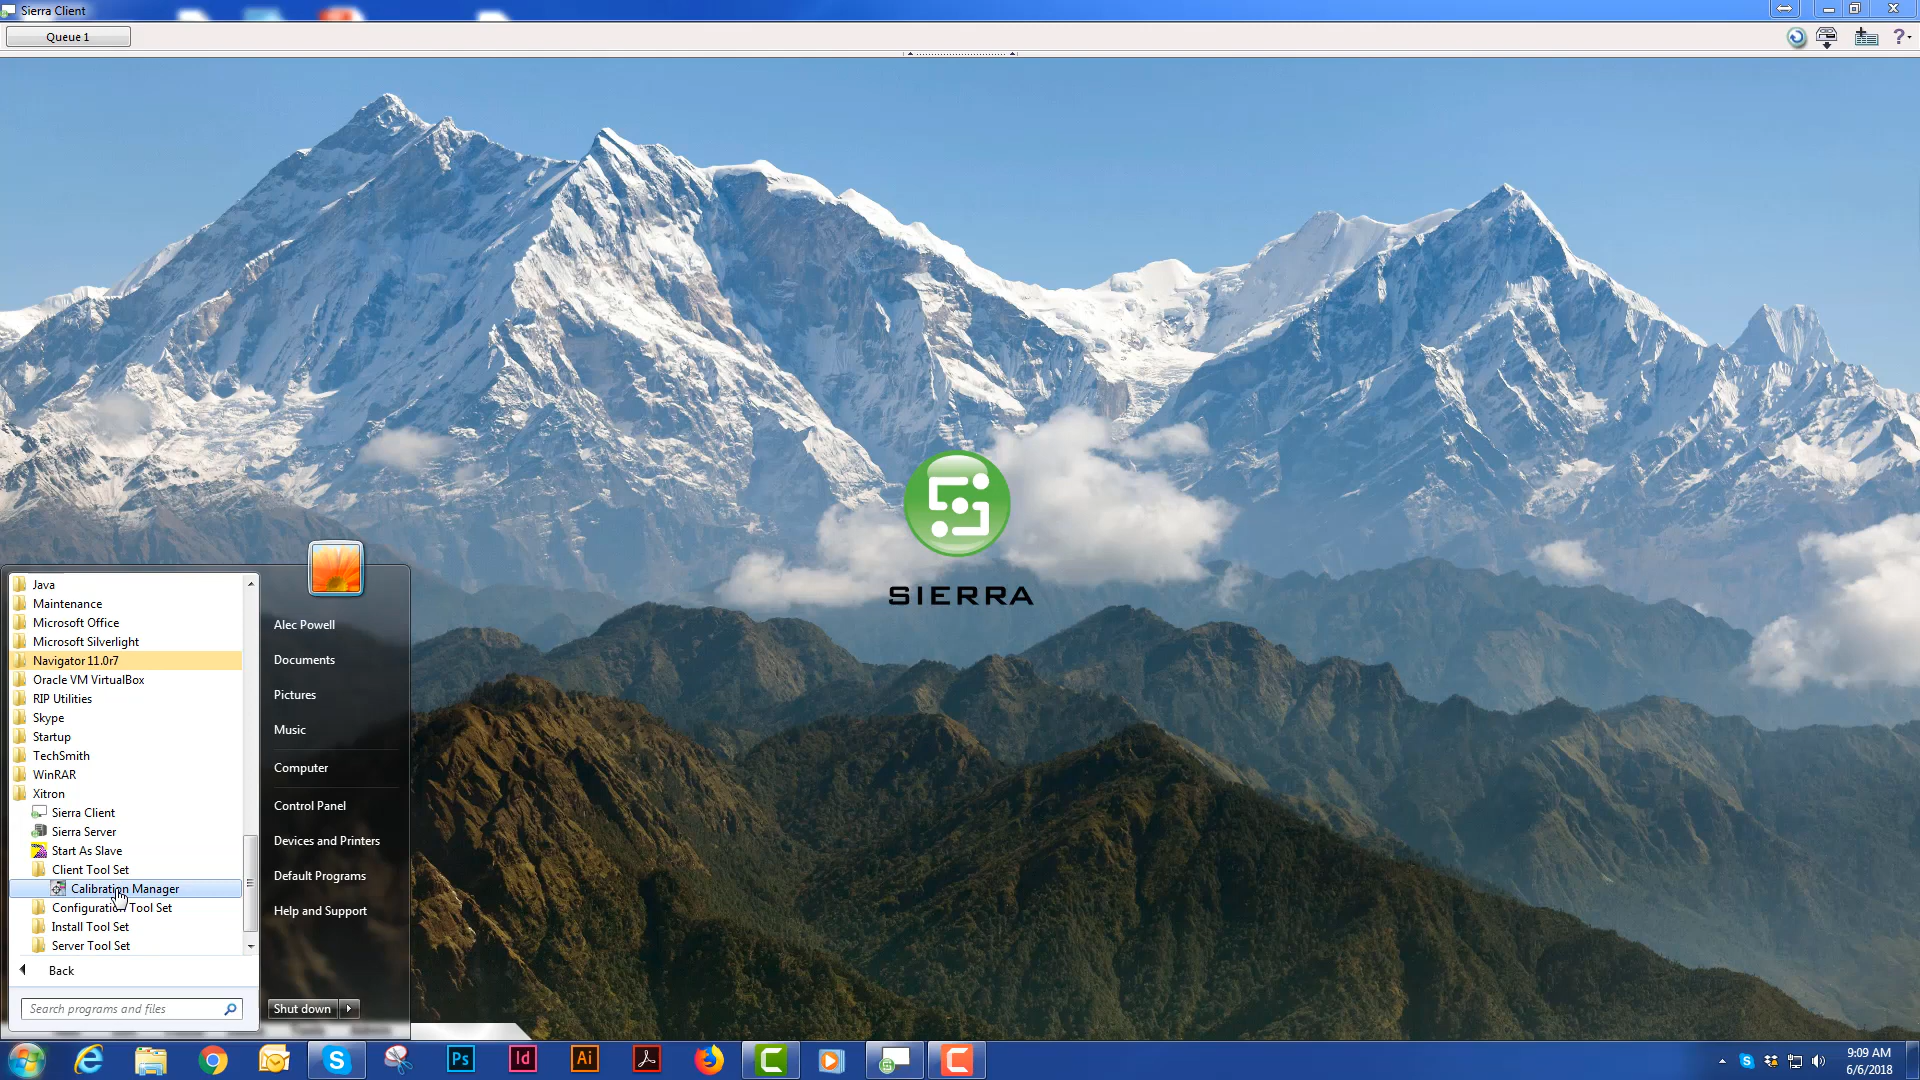 Sierra Client
Queue 1
?
SIERRA
Java
Maintenance
Microsoft Office
Microsoft Silverlight
Navigator 11.0r7
Oracle VM VirtualBox
RIP Utilities
Skype
Startup
TechSmith
WinRAR
Xitron
Sierra Client
Sierra Server
Start As Slave
Client Tool Set
Calibration Manager
Configuration Tool Set
Install Tool Set
Server Tool Set
Back
Search programs and files
Alec Powell
Documents
Pictures
Music
Computer
Control Panel
Devices and Printers
Default Programs
Help and Support
Shut down
Ps
Id
Ai
9:09 AM
6/6/2018